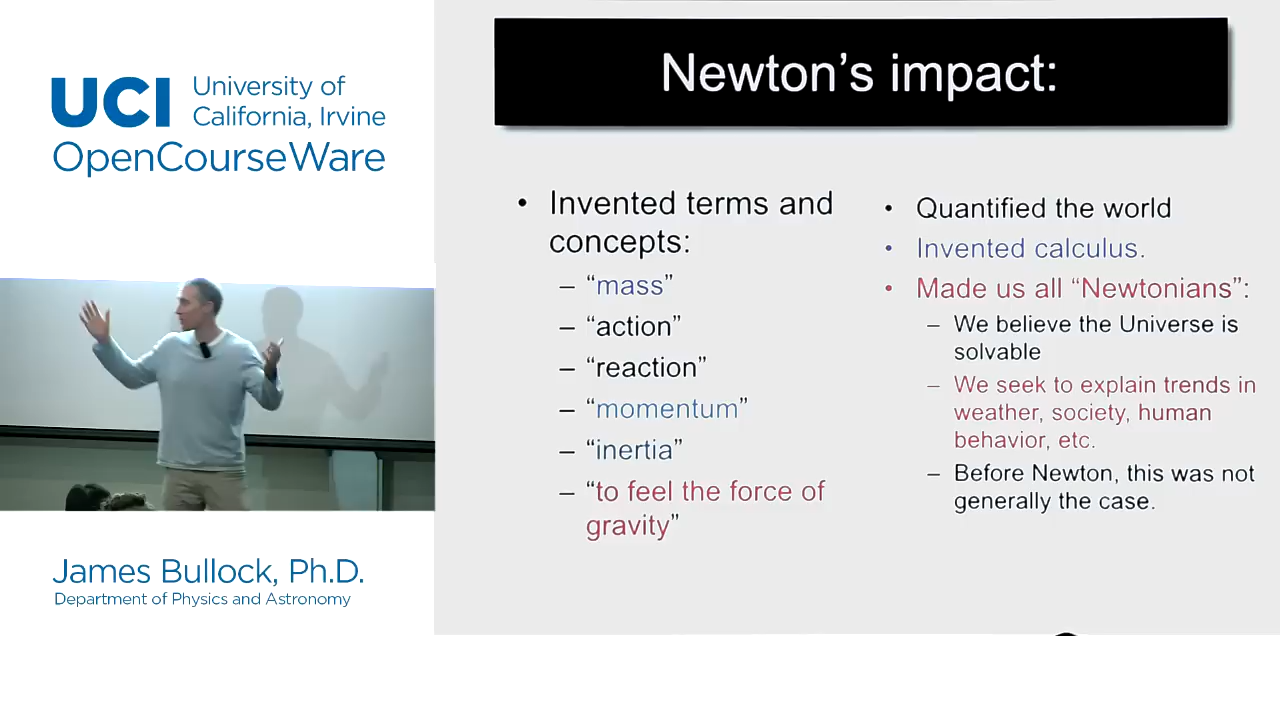 UCI University of
California, Irvine
OpenCourseWare
James Bullock, Ph.D.
Department of Physics and Astronomy
Newton’s impact:
• Invented terms and
concepts:
– “mass”
– “action”
– “reaction”
– “momentum”
– “inertia”
– “to feel the force of
gravity”
• Quantified the world
• Invented calculus.
• Made us all “Newtonians”:
– We believe the Universe is
solvable
– We seek to explain trends in
weather, society, human
behavior, etc.
– Before Newton, this was not
generally the case.